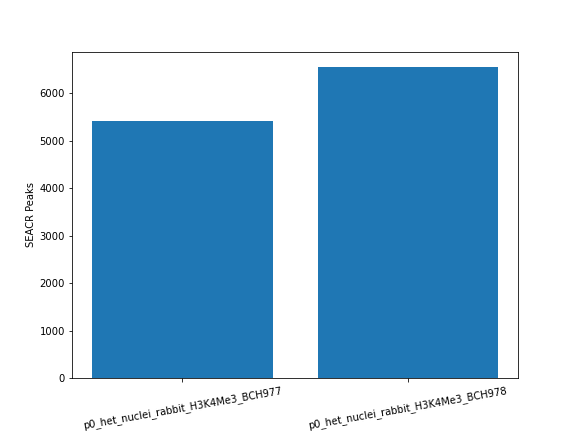 6000
5000
4000
3000
2000
1000
0
SEACR Peaks
p0_het_nuclei_rabbit_H3K4Me3_BCH977
p0_het_nuclei_rabbit_H3K4Me3_BCH978